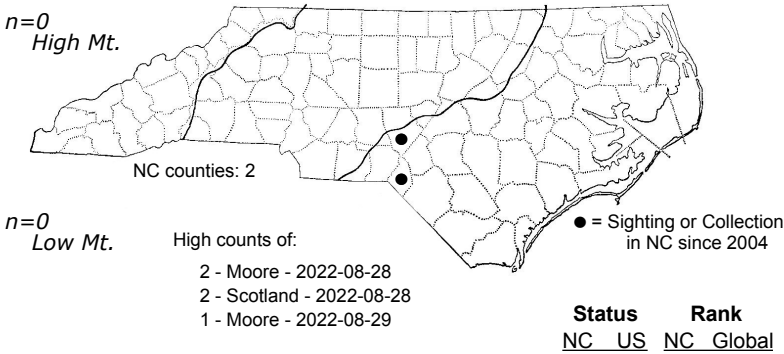 n=0
High Mt.
NC counties: 2
n=0
Low Mt.
High counts of:
2 - Moore - 2022-08-28
2 - Scotland - 2022-08-28
1 - Moore - 2022-08-29
● = Sighting or Collection
in NC since 2004
Status Rank
NC US NC Global